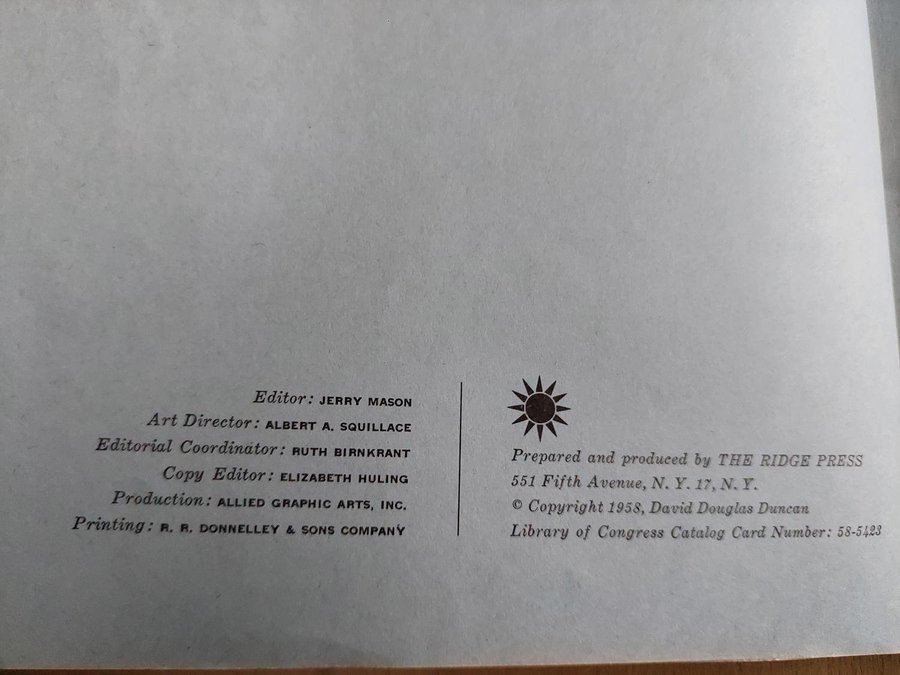 Editor: JERRY MASON
Art Director: ALBERT A. SQUILLACE
Editorial Coordinator: RUTH BIRNKRANT
Copy Editor: ELIZABETH HULING
Production: ALLIED GRAPHIC ARTS, INC.
Printing: R. R. DONNELLEY & SONS COMPANY
Prepared and produced by THE RIDGE PRESS
551 Fifth Avenue, N. Y. 17, N. Y.
© Copyright 1958, David Douglas Duncan
Library of Congress Catalog Card Number: 58-5423